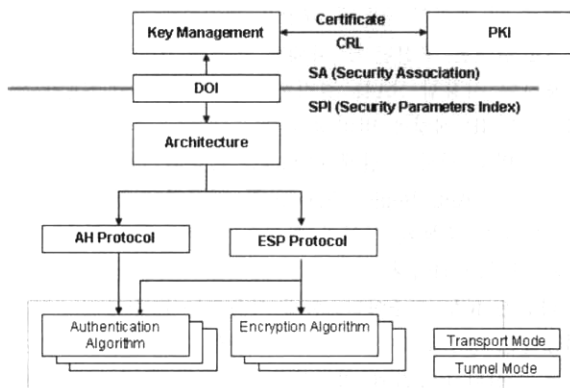 Key Management
Certificate
CRL
PKI
SA (Security Association)
DOI
SPI (Security Parameters Index)
Architecture
AH Protocol
ESP Protocol
Authentication
Algorithm
Encryption Algorithm
Transport Mode
Tunnel Mode